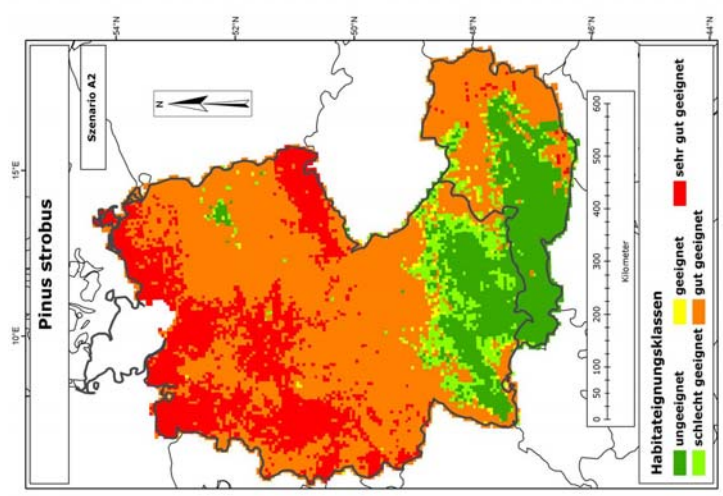 Pinus strobus
Szenario A2
N
10°E
15°E
54°N
52°N
50°N
48°N
46°N
44°N
0 50 100 200 300 400 500 600
Kilometer
Habitateignungsklassen
ungeeignet geeignet sehr gut geeignet
schlecht geeignet gut geeignet